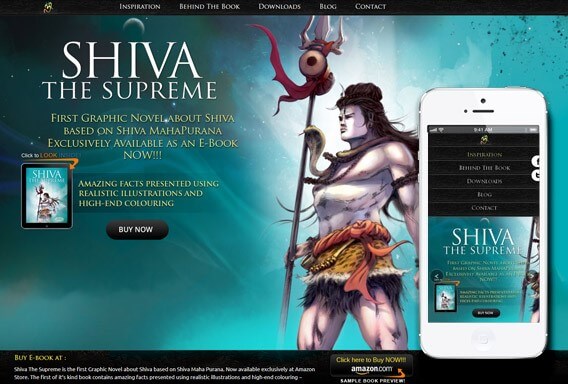 Inspiration Behind The Book Downloads Blog Contact
SHIVA
THE SUPREME
First Graphic Novel about Shiva
based on Shiva MahaPurana
Exclusively Available as an E-Book
NOW!!!
Click to LOOK INSIDE!
SHIVA
THE SUPREME
Amazing facts presented using
realistic illustrations and
high-end colouring
BUY NOW
9:41 AM
Inspiration
Behind The Book
Downloads
Blog
Contact
SHIVA
THE SUPREME
First Graphic Novel about Shiva
based on Shiva MahaPurana
Exclusively Available as an E-Book
NOW!!!
Amazing facts presented using
realistic illustrations and
high-end colouring
BUY NOW
Buy E-book at :
Shiva The Supreme is the first Graphic Novel about Shiva based on Shiva Maha Purana. Now available exclusively at Amazon
Store. The first of it's kind book contains amazing facts presented using realistic illustrations and high-end colouring –
Click here to Buy NOW!!!
amazon.com
SAMPLE BOOK PREVIEW!